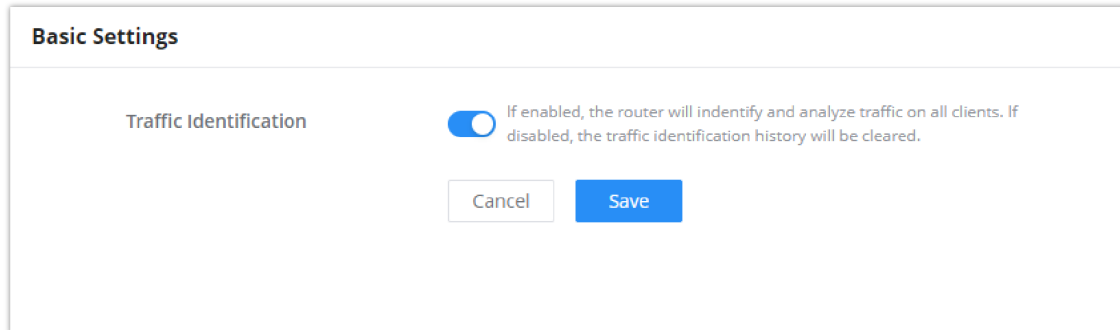 Basic Settings
Traffic Identification
If enabled, the router will indentify and analyze traffic on all clients. If
disabled, the traffic identification history will be cleared.
Cancel
Save